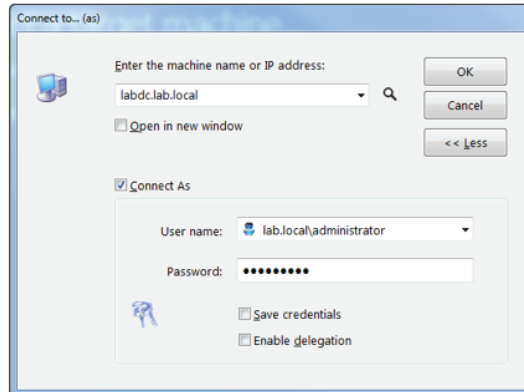 Connect to... (as)
Enter the machine name or IP address:
labdc.lab.local
Open in new window
OK
Cancel
<< Less
Connect As
User name:
lab.local\administrator
Password:
•••••••••
Save credentials
Enable delegation